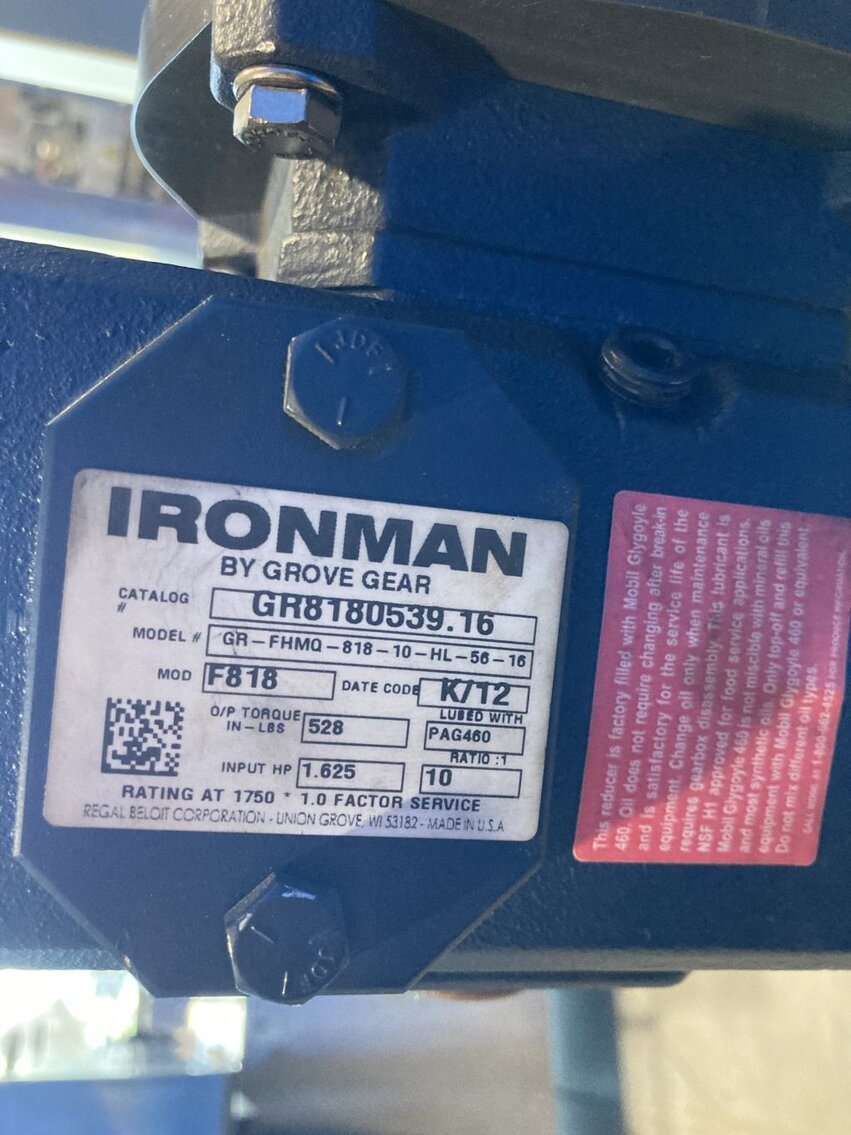 IRONMAN
BY GROVE GEAR
CATALOG # GR8180539.16
MODEL # GR-FHMQ-818-10-HL-56-16
MOD F818 DATE CODE K/12
O/P TORQUE IN-LBS 528 LUBED WITH PAG460
INPUT HP 1.625 RATIO :1 10
RATING AT 1750 * 1.0 FACTOR SERVICE
REGAL BELOIT CORPORATION - UNION GROVE, WI 53182 - MADE IN U.S.A
This reducer is factory filled with Mobil Glygoyle
460. Oil does not require changing after break-in
and is satisfactory for the service life of the
equipment. Change oil only when maintenance
requires gearbox disassembly. This lubricant is
NSF H1 approved for food service applications.
Mobil Glygoyle 460 is not miscible with mineral oils
and most synthetic oils. Only top-off and refill this
equipment with Mobil Glygoyle 460 or equivalent.
Do not mix different oil types.